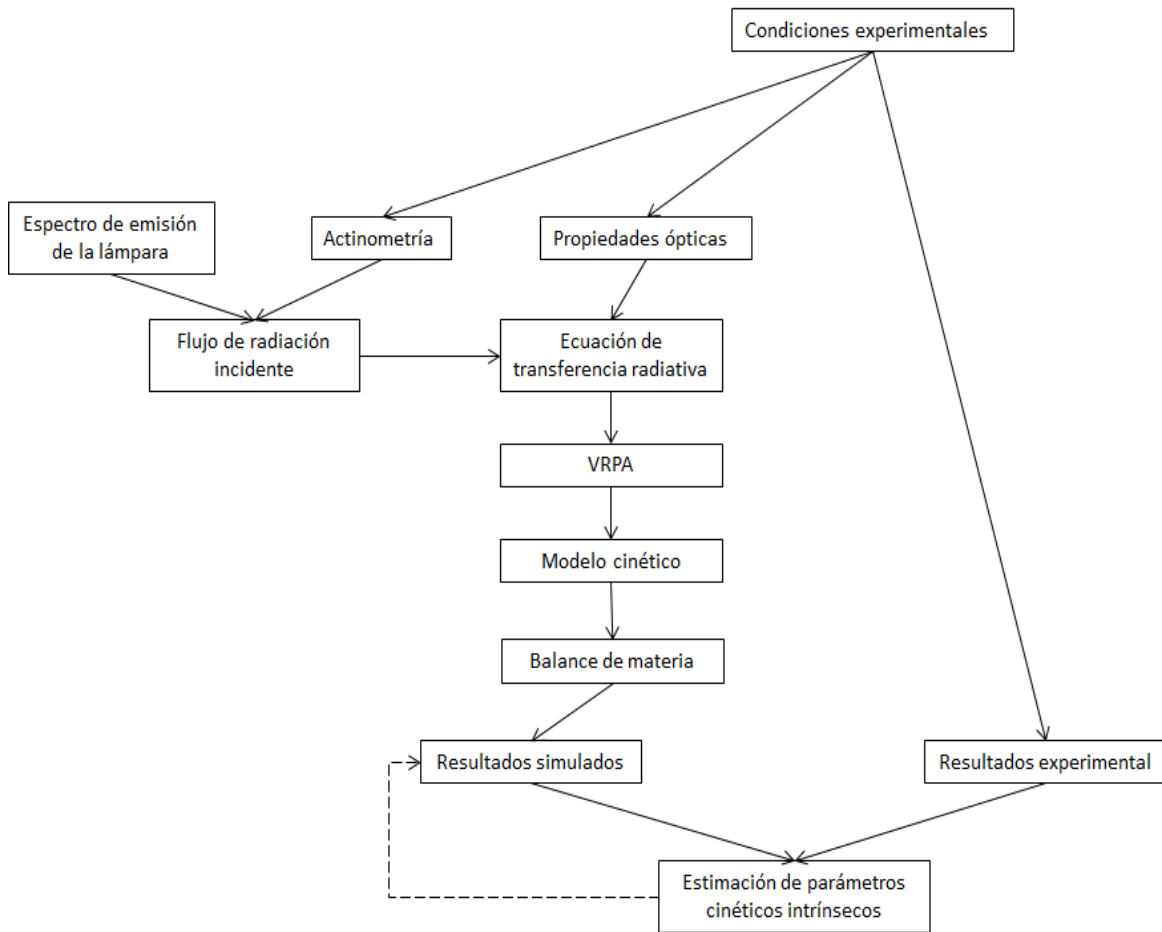 Condiciones experimentales
Espectro de emisión
de la lámpara
Actinometría
Propiedades ópticas
Flujo de radiación
incidente
Ecuación de
transferencia radiativa
VRPA
Modelo cinético
Balance de materia
Resultados simulados
Resultados experimental
Estimación de parámetros
cinéticos intrínsecos